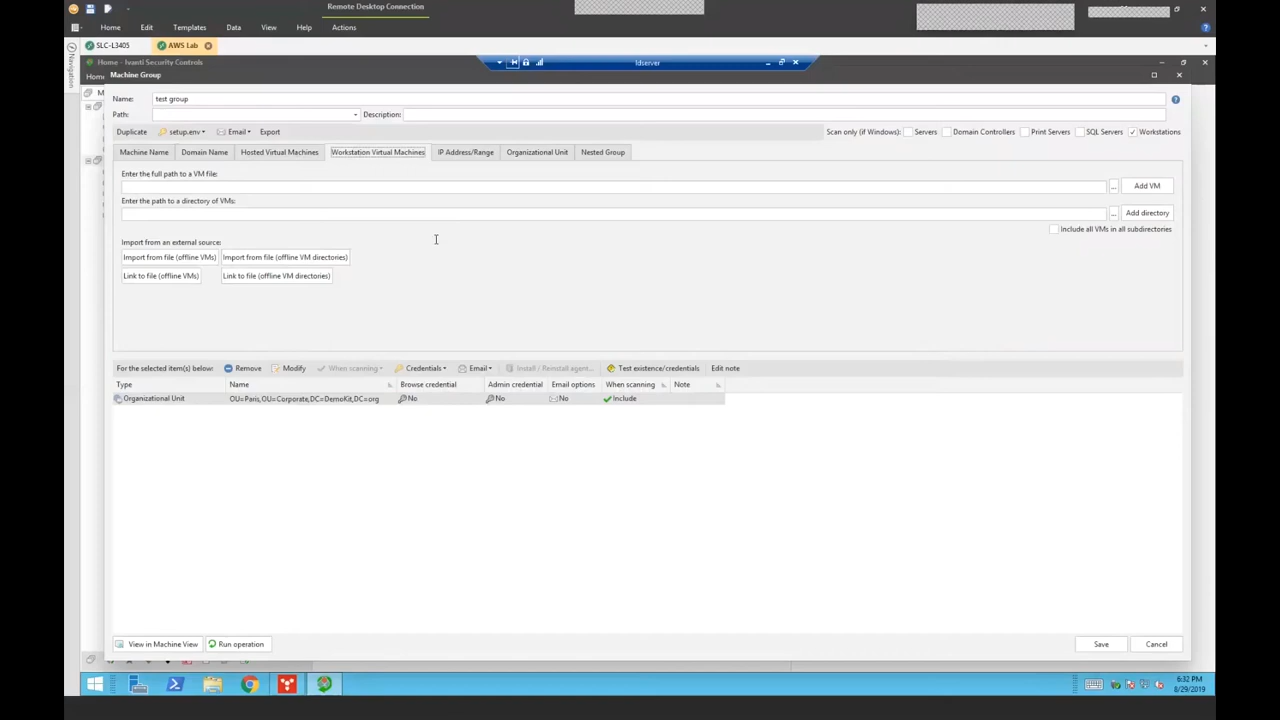 Remote Desktop Connection
Home Edit Templates Data View Help Actions
SLC-L3405 AWS Lab
Navigation
Home - Ivanti Security Controls
ldserver
Home
Machine Group
Name: test group
Path: Description:
Duplicate setup.env Email Export Scan only (if Windows): Servers Domain Controllers Print Servers SQL Servers Workstations
Machine Name Domain Name Hosted Virtual Machines Workstation Virtual Machines IP Address/Range Organizational Unit Nested Group
Enter the full path to a VM file:
... Add VM
Enter the path to a directory of VMs:
... Add directory
Include all VMs in all subdirectories
Import from an external source:
Import from file (offline VMs) Import from file (offline VM directories)
Link to file (offline VMs) Link to file (offline VM directories)
For the selected item(s) below: Remove Modify When scanning Credentials Email Install / Reinstall agent... Test existence/credentials Edit note
Type Name Browse credential Admin credential Email options When scanning Note
Organizational Unit OU=Paris,OU=Corporate,DC=DemoKit,DC=org No No No Include
View in Machine View Run operation Save Cancel
6:32 PM
8/29/2019